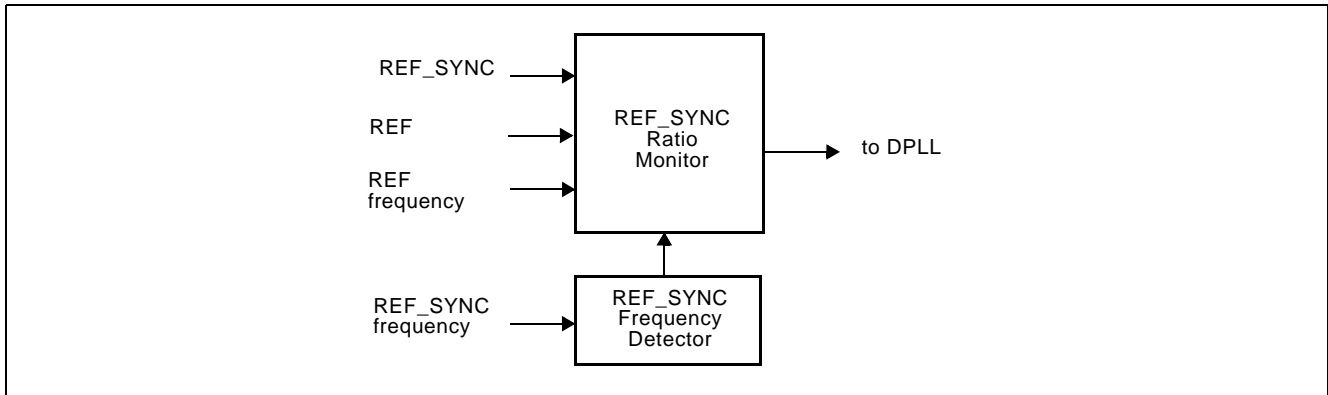 REF_SYNC
REF
REF
frequency
REF_SYNC
Ratio
Monitor
to DPLL
REF_SYNC
frequency
REF_SYNC
Frequency
Detector